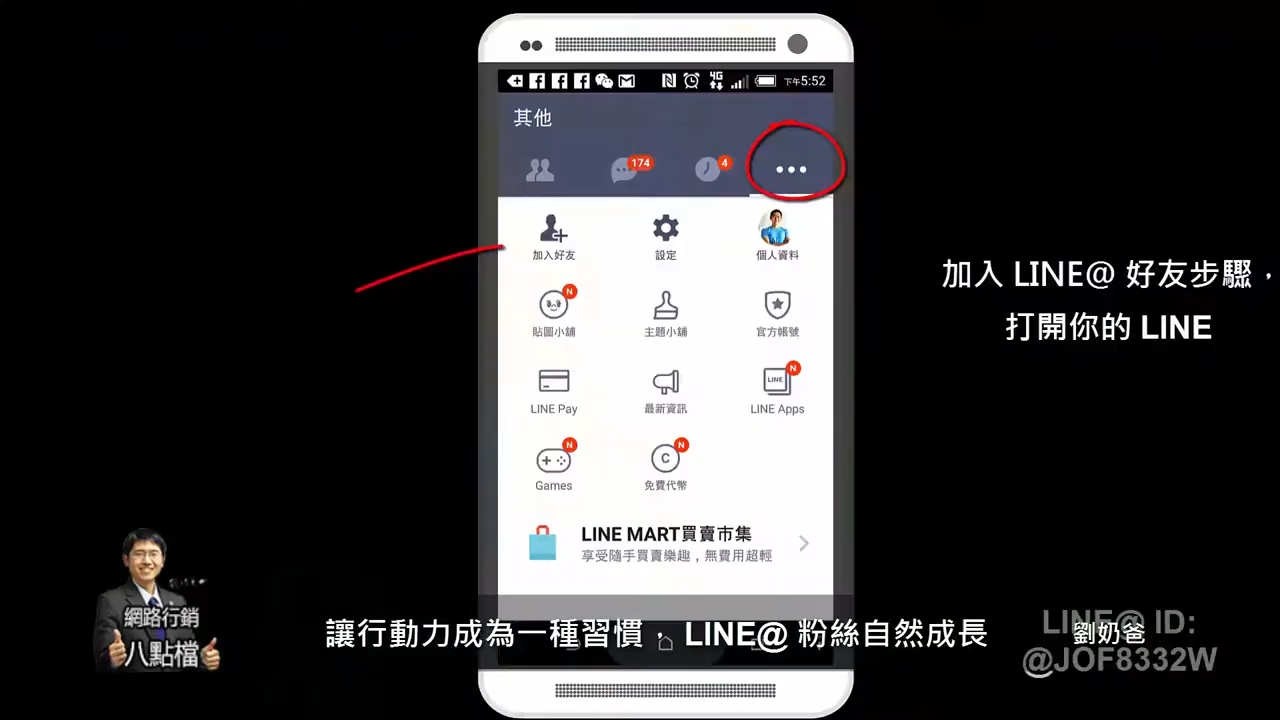 下午5:52
其他
174
4
加入好友
設定
個人資料
N
貼圖小舖
主題小舖
官方帳號
N
LINE
LINE Pay
最新資訊
LINE Apps
N
N
C
Games
免費代幣
LINE MART買賣市集
享受隨手買賣樂趣，無費用超輕
加入 LINE@ 好友步驟，
打開你的 LINE
網路行銷
八點檔
讓行動力成為一種習慣， LINE@ 粉絲自然成長
LINE@ ID:
劉奶爸
@JOF8332W